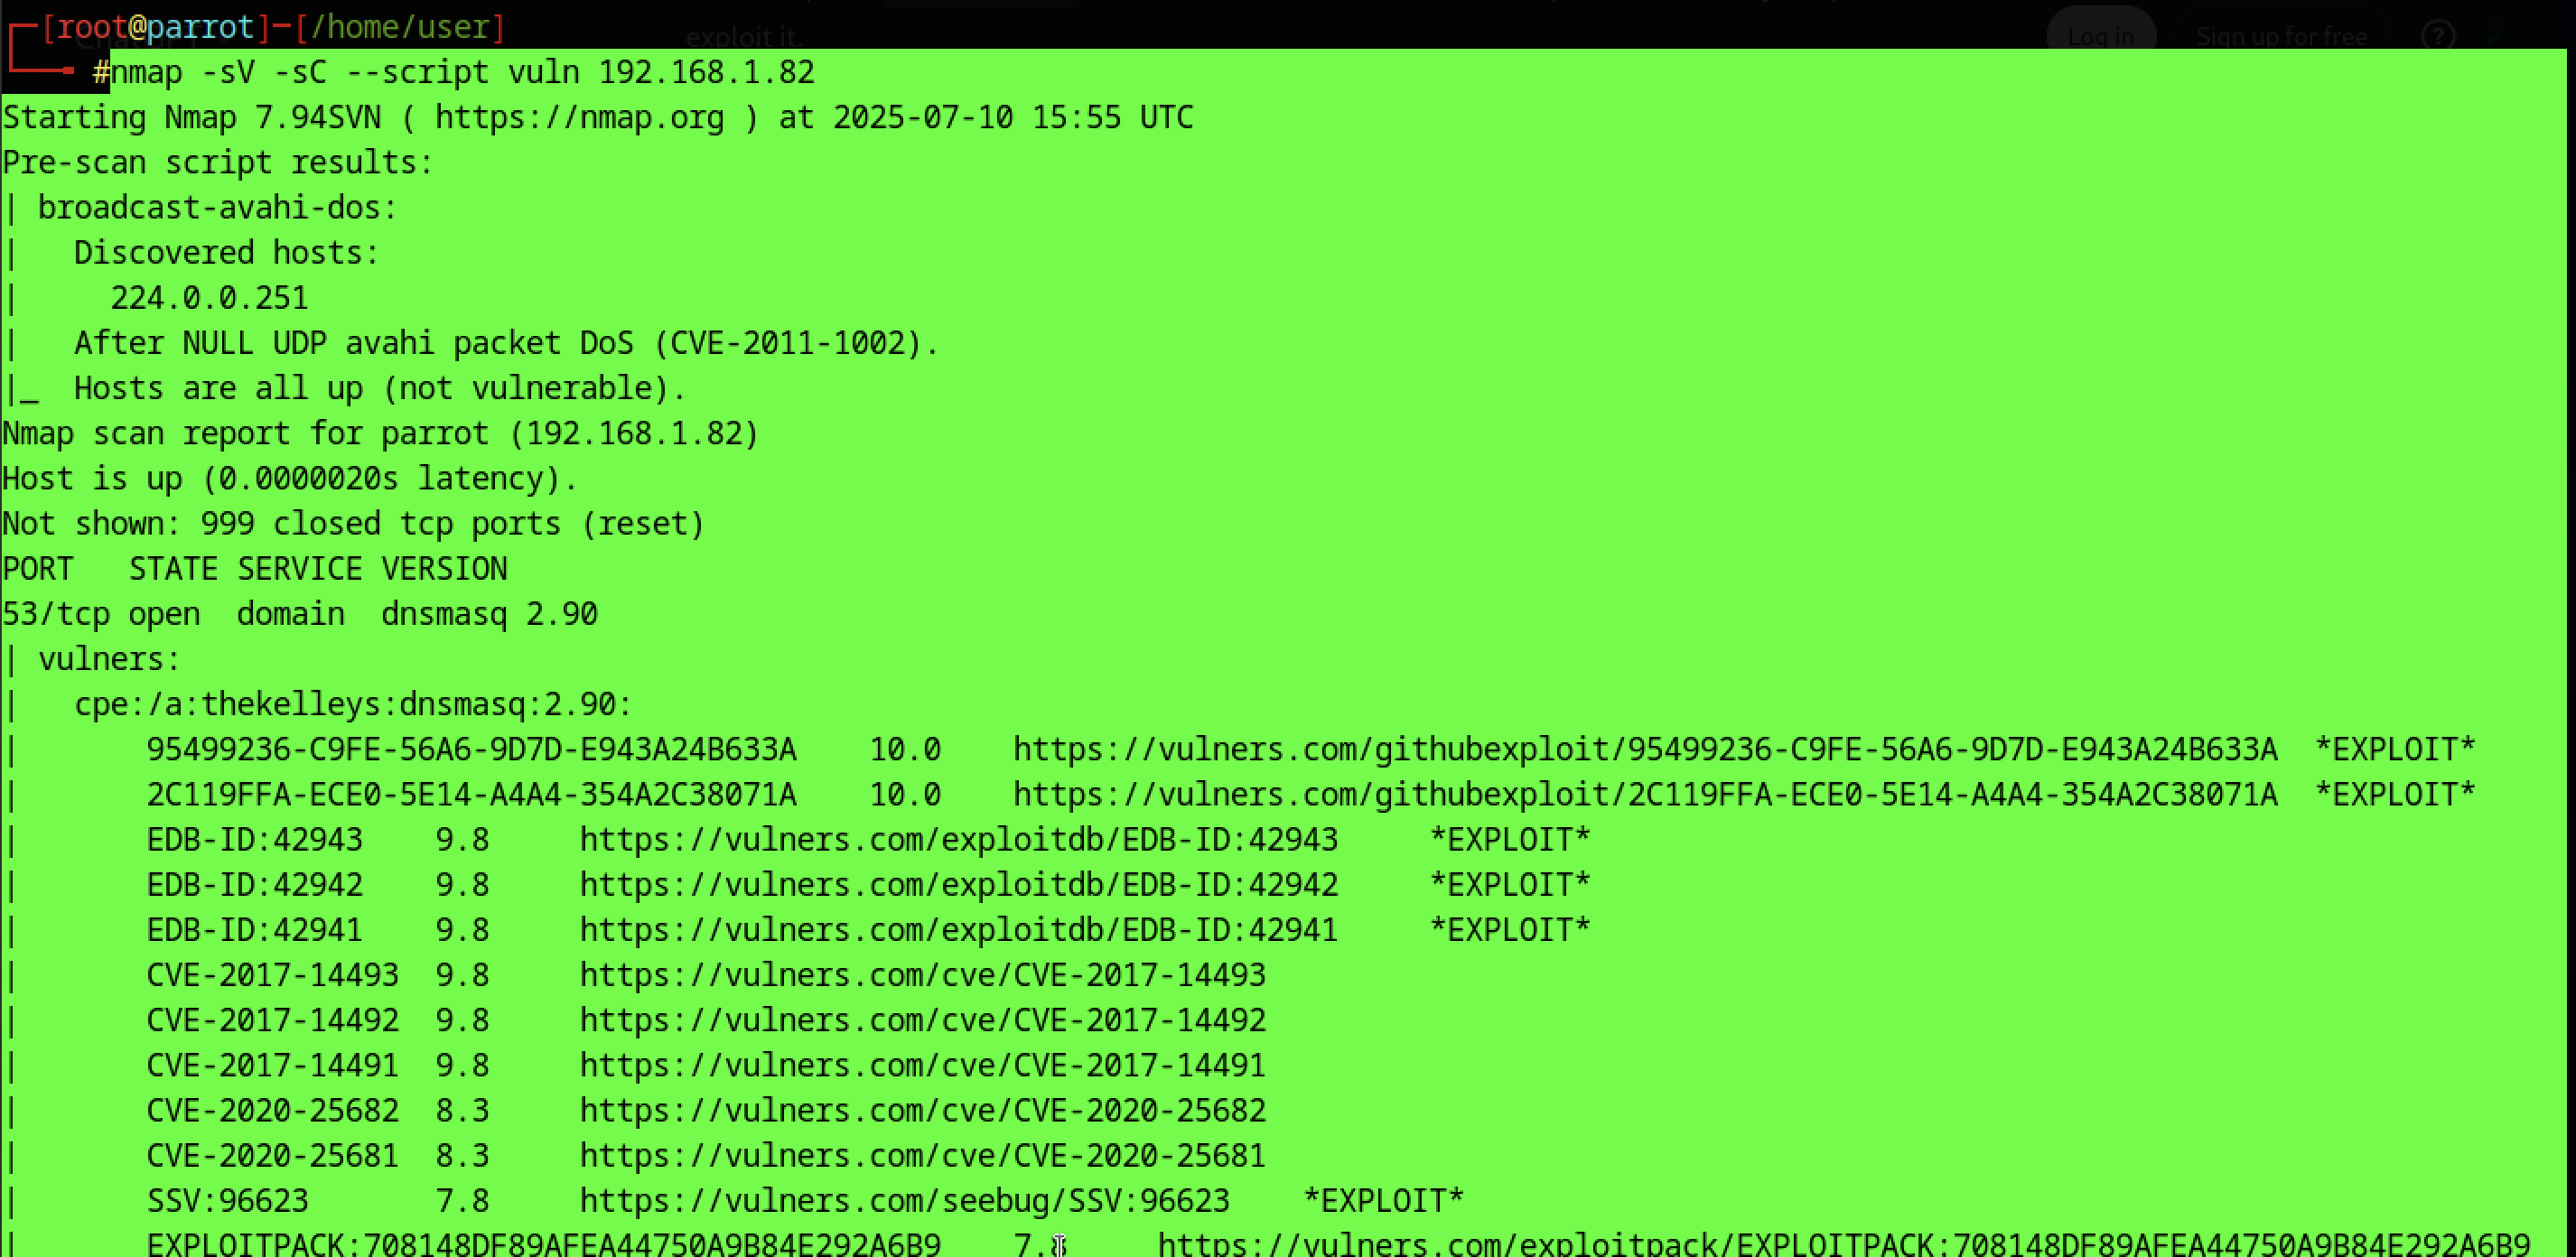 exploit it.
Log in
Sign up for free
?
[root@parrot]─[/home/user]
#nmap -sV -sC --script vuln 192.168.1.82
Starting Nmap 7.94SVN ( https://nmap.org ) at 2025-07-10 15:55 UTC
Pre-scan script results:
| broadcast-avahi-dos:
|   Discovered hosts:
|     224.0.0.251
|   After NULL UDP avahi packet DoS (CVE-2011-1002).
|_  Hosts are all up (not vulnerable).
Nmap scan report for parrot (192.168.1.82)
Host is up (0.0000020s latency).
Not shown: 999 closed tcp ports (reset)
PORT   STATE SERVICE VERSION
53/tcp open  domain  dnsmasq 2.90
| vulners:
|   cpe:/a:thekelleys:dnsmasq:2.90:
|       95499236-C9FE-56A6-9D7D-E943A24B633A    10.0    https://vulners.com/githubexploit/95499236-C9FE-56A6-9D7D-E943A24B633A  *EXPLOIT*
|       2C119FFA-ECE0-5E14-A4A4-354A2C38071A    10.0    https://vulners.com/githubexploit/2C119FFA-ECE0-5E14-A4A4-354A2C38071A  *EXPLOIT*
|       EDB-ID:42943    9.8     https://vulners.com/exploitdb/EDB-ID:42943     *EXPLOIT*
|       EDB-ID:42942    9.8     https://vulners.com/exploitdb/EDB-ID:42942     *EXPLOIT*
|       EDB-ID:42941    9.8     https://vulners.com/exploitdb/EDB-ID:42941     *EXPLOIT*
|       CVE-2017-14493  9.8     https://vulners.com/cve/CVE-2017-14493
|       CVE-2017-14492  9.8     https://vulners.com/cve/CVE-2017-14492
|       CVE-2017-14491  9.8     https://vulners.com/cve/CVE-2017-14491
|       CVE-2020-25682  8.3     https://vulners.com/cve/CVE-2020-25682
|       CVE-2020-25681  8.3     https://vulners.com/cve/CVE-2020-25681
|       SSV:96623       7.8     https://vulners.com/seebug/SSV:96623    *EXPLOIT*
|       EXPLOITPACK:708148DF89AFEA44750A9B84E292A6B9    https://vulners.com/exploitpack/EXPLOITPACK:708148DF89AFEA44750A9B84E292A6B9